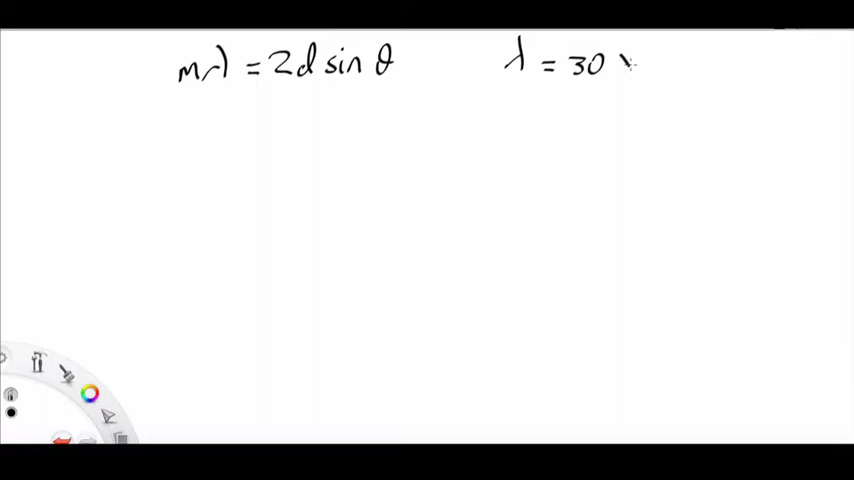 mλ = 2d sin θ λ = 30